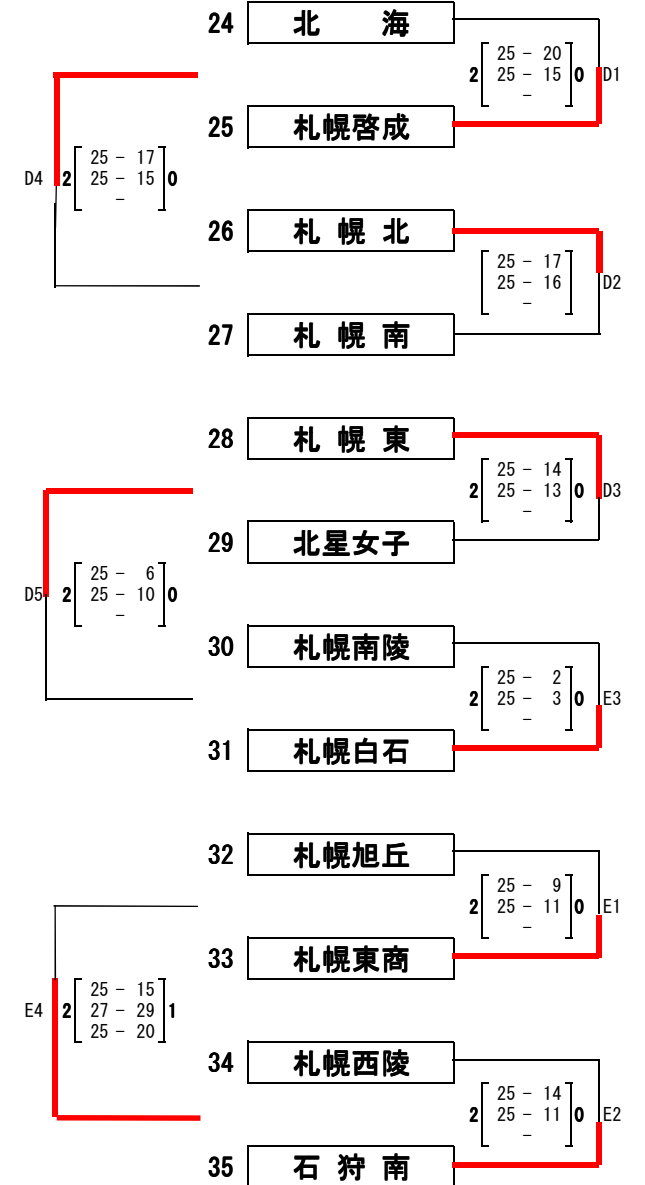 24 北 海
25 - 20
2 25 - 15 0 D1
-
25 札幌啓成
25 - 17
D4 2 25 - 15 0
-
26 札 幌 北
25 - 17
25 - 16 D2
-
27 札 幌 南
28 札 幌 東
25 - 14
2 25 - 13 0 D3
-
29 北星女子
25 - 6
D5 2 25 - 10 0
-
30 札幌南陵
25 - 2
2 25 - 3 0 E3
-
31 札幌白石
32 札幌旭丘
25 - 9
2 25 - 11 0 E1
-
33 札幌東商
25 - 15
E4 2 27 - 29 1
25 - 20
34 札幌西陵
25 - 14
2 25 - 11 0 E2
-
35 石 狩 南